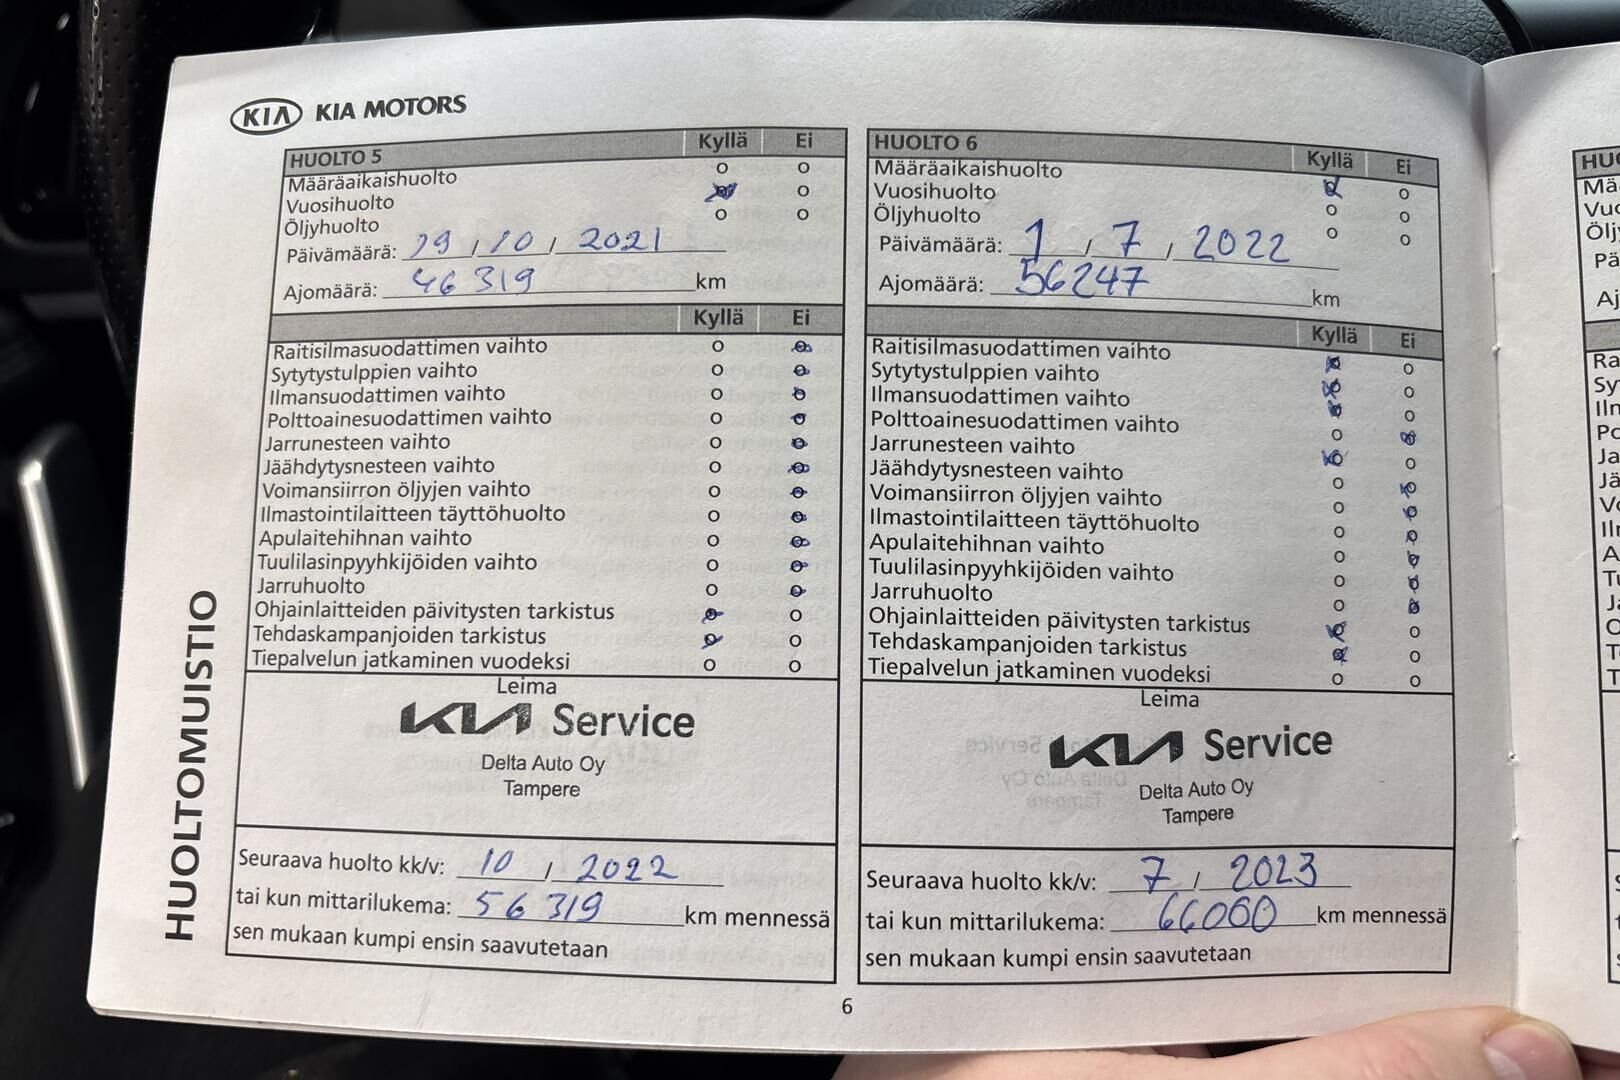 KIA KIA MOTORS
HUOLTOMUISTIO
HUOLTO 5 Kyllä Ei
Määräaikaishuolto o o
Vuosihuolto o o
Öljyhuolto o o
Päivämäärä: 29 / 10 / 2021
Ajomäärä: 46 319 km
Kyllä Ei
Raitisilmasuodattimen vaihto o o
Sytytystulppien vaihto o o
Ilmansuodattimen vaihto o o
Polttoainesuodattimen vaihto o o
Jarrunesteen vaihto o o
Jäähdytysnesteen vaihto o o
Voimansiirron öljyjen vaihto o o
Ilmastointilaitteen täyttöhuolto o o
Apulaitehihnan vaihto o o
Tuulilasinpyyhkijöiden vaihto o o
Jarruhuolto o o
Ohjainlaitteiden päivitysten tarkistus o o
Tehdaskampanjoiden tarkistus o o
Tiepalvelun jatkaminen vuodeksi o o
Leima
KIA Service
Delta Auto Oy
Tampere
Seuraava huolto kk/v: 10 / 2022
tai kun mittarilukema: 56 319 km mennessä
sen mukaan kumpi ensin saavutetaan
HUOLTO 6 Kyllä Ei
Määräaikaishuolto o o
Vuosihuolto o o
Öljyhuolto o o
Päivämäärä: 1 / 7 / 2022
Ajomäärä: 56247 km
Kyllä Ei
Raitisilmasuodattimen vaihto o o
Sytytystulppien vaihto o o
Ilmansuodattimen vaihto o o
Polttoainesuodattimen vaihto o o
Jarrunesteen vaihto o o
Jäähdytysnesteen vaihto o o
Voimansiirron öljyjen vaihto o o
Ilmastointilaitteen täyttöhuolto o o
Apulaitehihnan vaihto o o
Tuulilasinpyyhkijöiden vaihto o o
Jarruhuolto o o
Ohjainlaitteiden päivitysten tarkistus o o
Tehdaskampanjoiden tarkistus o o
Tiepalvelun jatkaminen vuodeksi o o
Leima
KIA Service
Delta Auto Oy
Tampere
Seuraava huolto kk/v: 7 / 2023
tai kun mittarilukema: 66000 km mennessä
sen mukaan kumpi ensin saavutetaan
6